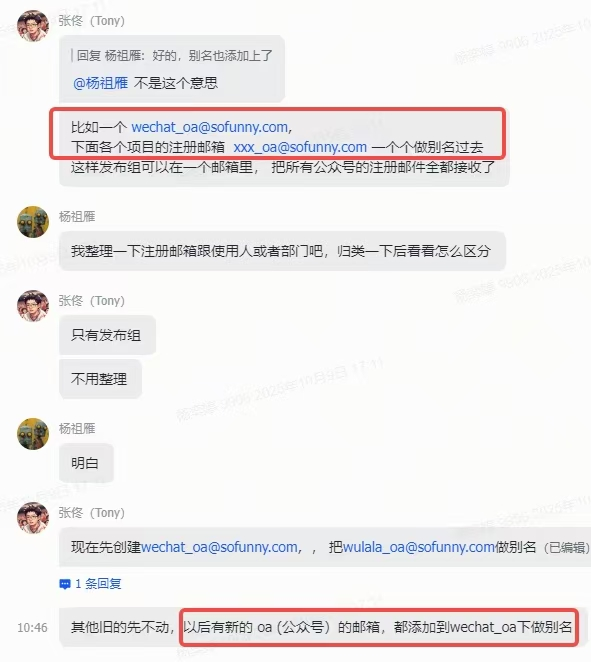 张佟（Tony）
回复 杨祖雁：好的，别名也添加上了
@杨祖雁 不是这个意思
比如一个 wechat_oa@sofunny.com，
下面各个项目的注册邮箱 xxx_oa@sofunny.com 一个个做别名过去
这样发布组可以在一个邮箱里， 把所有公众号的注册邮件全都接收了
杨祖雁
我整理一下注册邮箱跟使用人或者部门吧，归类一下后看看怎么区分
张佟（Tony）
只有发布组
不用整理
杨祖雁
明白
张佟（Tony）
现在先创建wechat_oa@sofunny.com，，把wulala_oa@sofunny.com做别名（已编辑）
1 条回复
10:46
其他旧的先不动，以后有新的 oa (公众号）的邮箱，都添加到wechat_oa下做别名